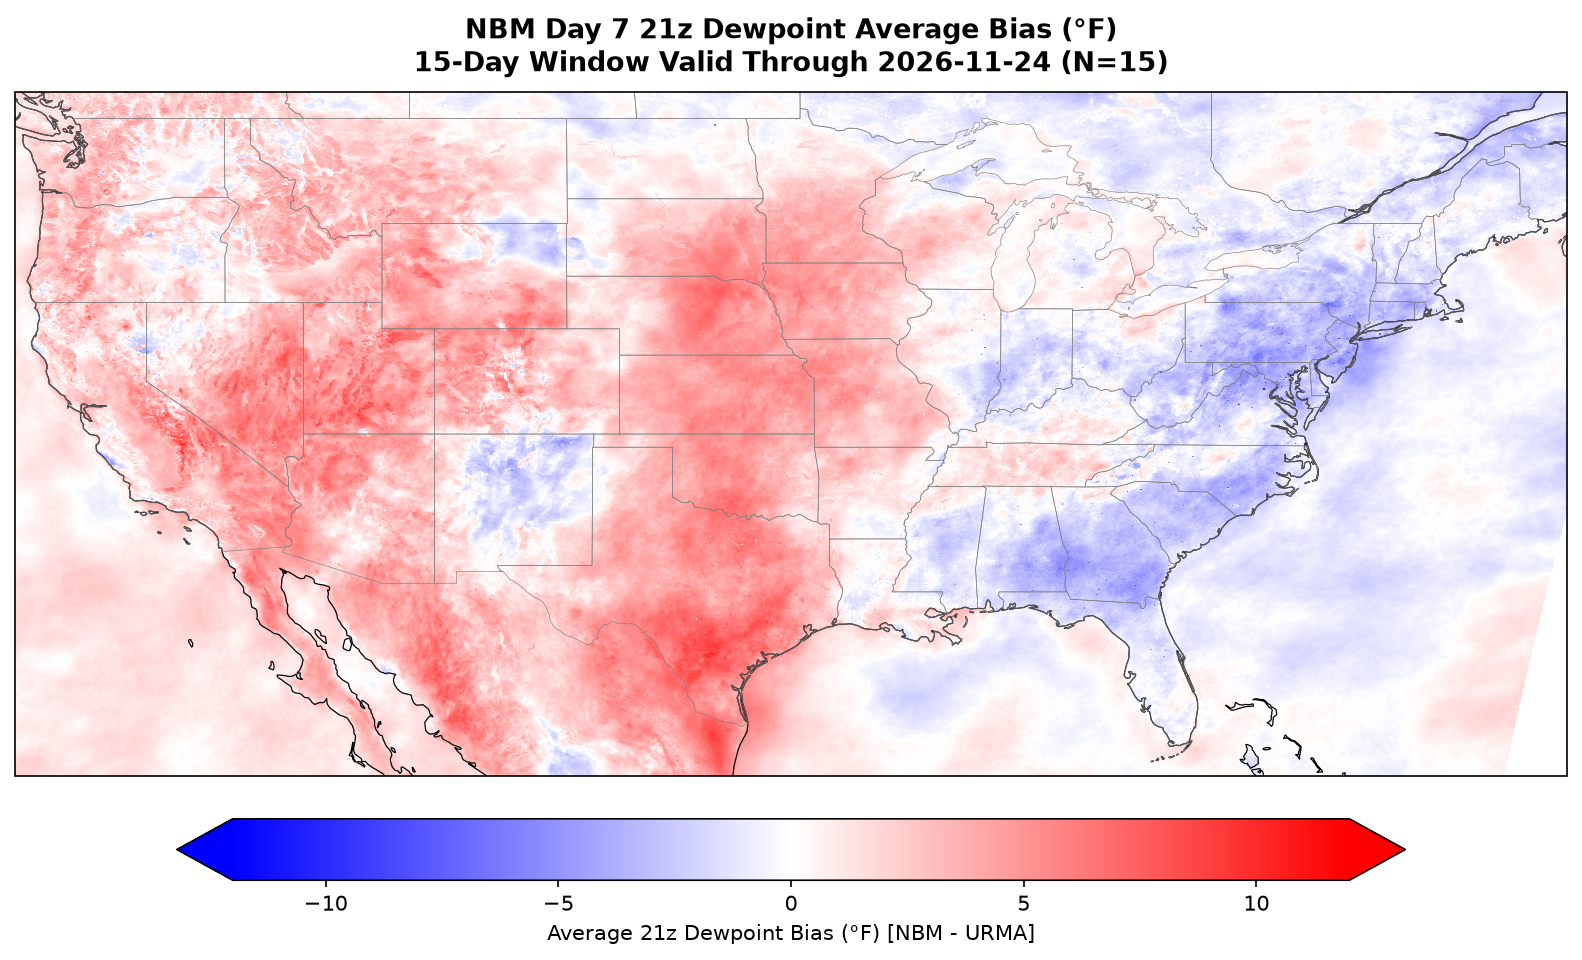 NBM Day 7 21z Dewpoint Average Bias (°F)
15-Day Window Valid Through 2026-11-24 (N=15)
−10 −5 0 5 10
Average 21z Dewpoint Bias (°F) [NBM - URMA]